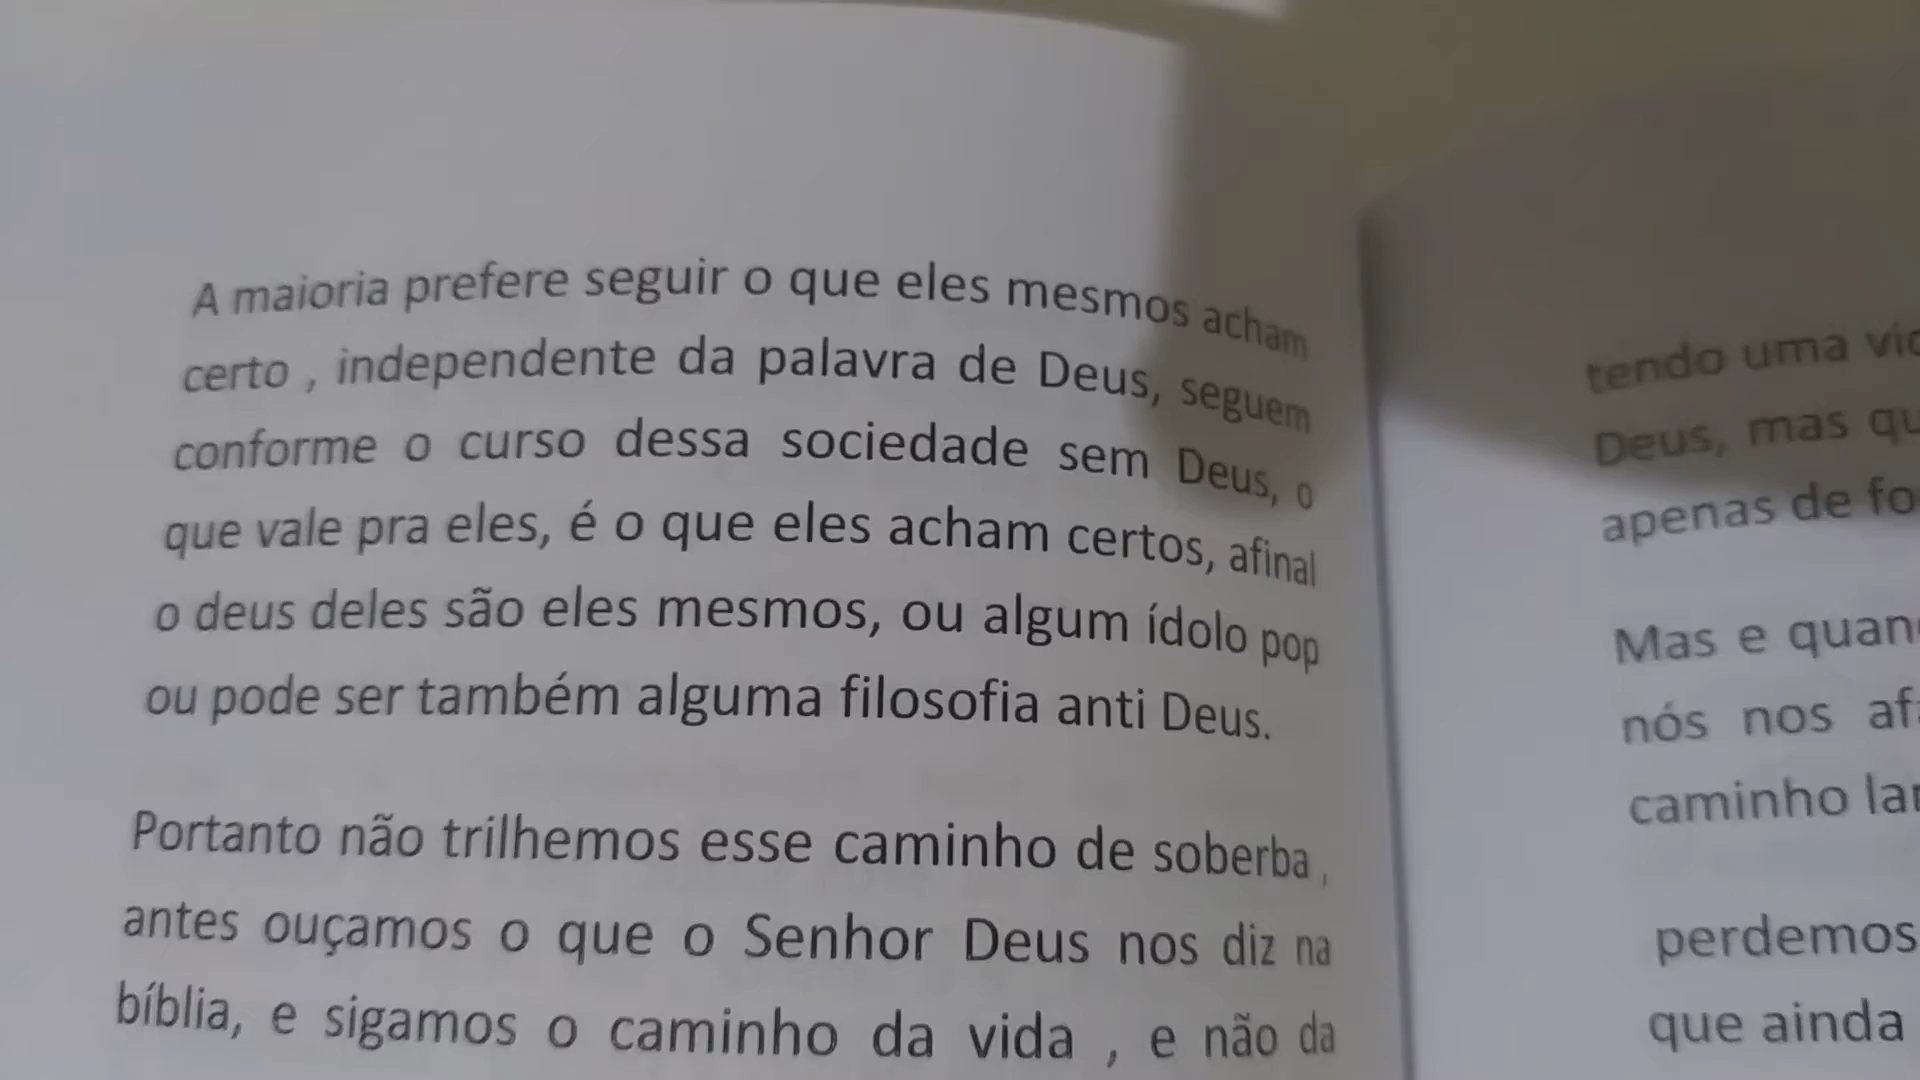 A maioria prefere seguir o que eles mesmos acham
certo , independente da palavra de Deus, seguem
conforme o curso dessa sociedade sem Deus, o
que vale pra eles, é o que eles acham certos, afinal
o deus deles são eles mesmos, ou algum ídolo pop
ou pode ser também alguma filosofia anti Deus.
Portanto não trilhemos esse caminho de soberba ,
antes ouçamos o que o Senhor Deus nos diz na
bíblia, e sigamos o caminho da vida , e não da
tendo uma
Deus, mas
apenas de
Mas e
nós nos
caminho
perdemos
que ainda